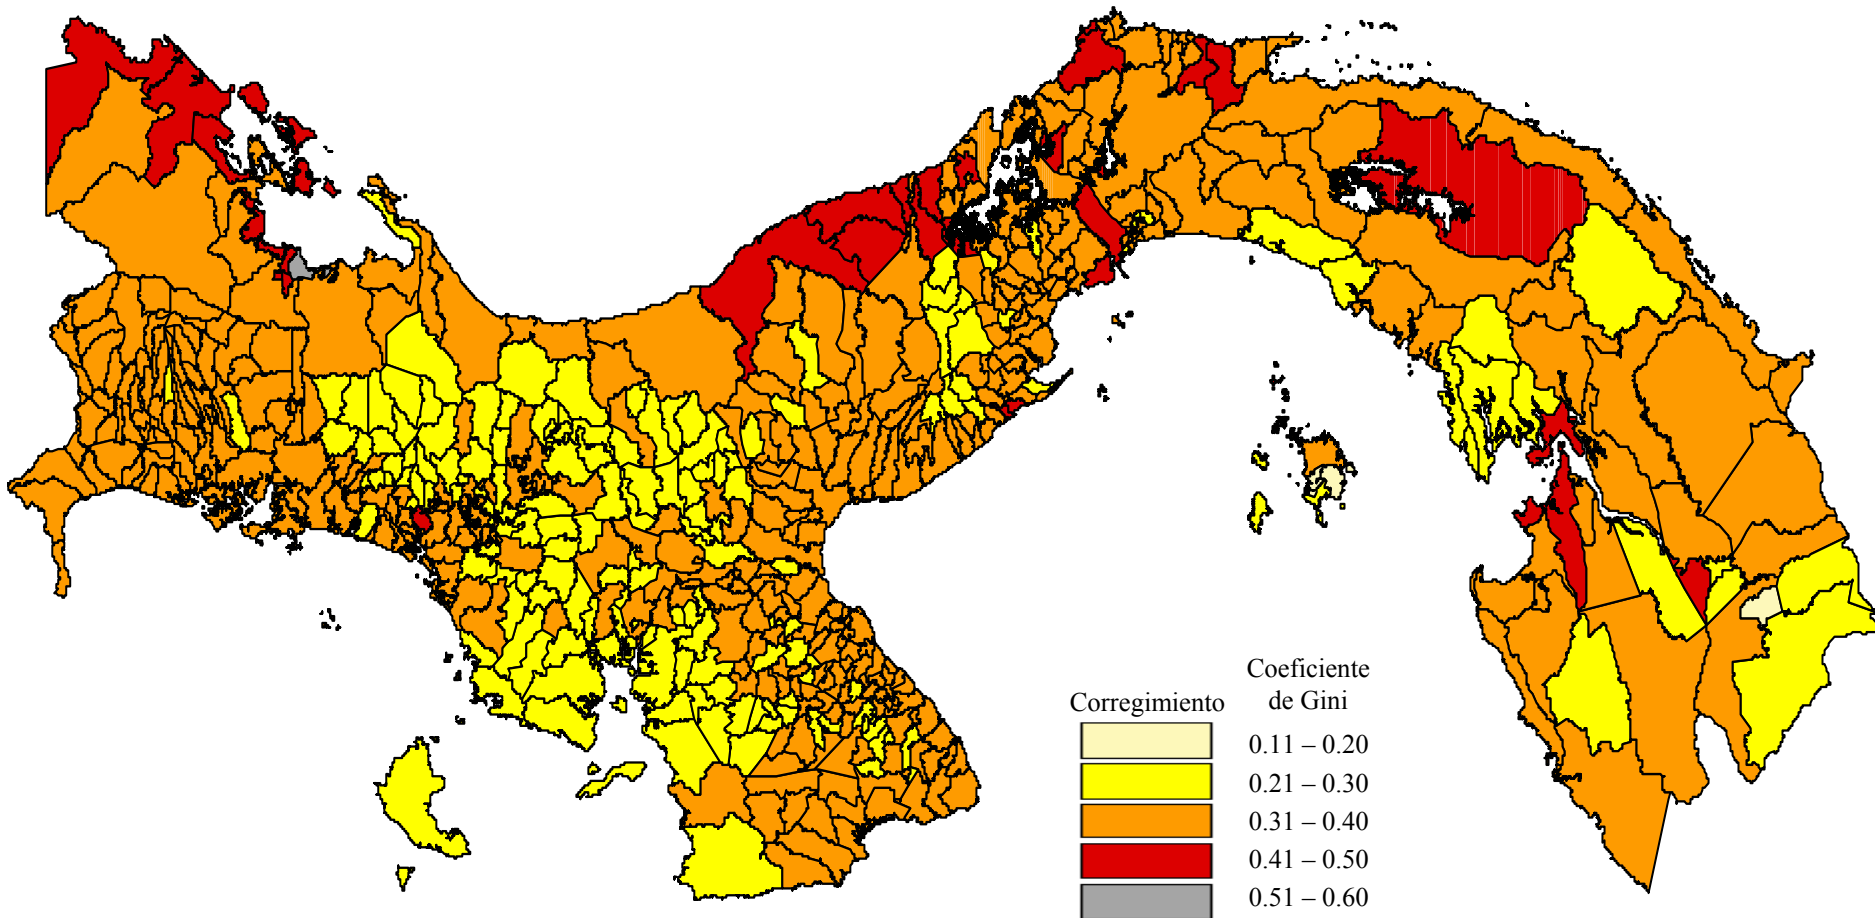 Corregimiento
Coeficiente
de Gini
0.11 – 0.20
0.21 – 0.30
0.31 – 0.40
0.41 – 0.50
0.51 – 0.60